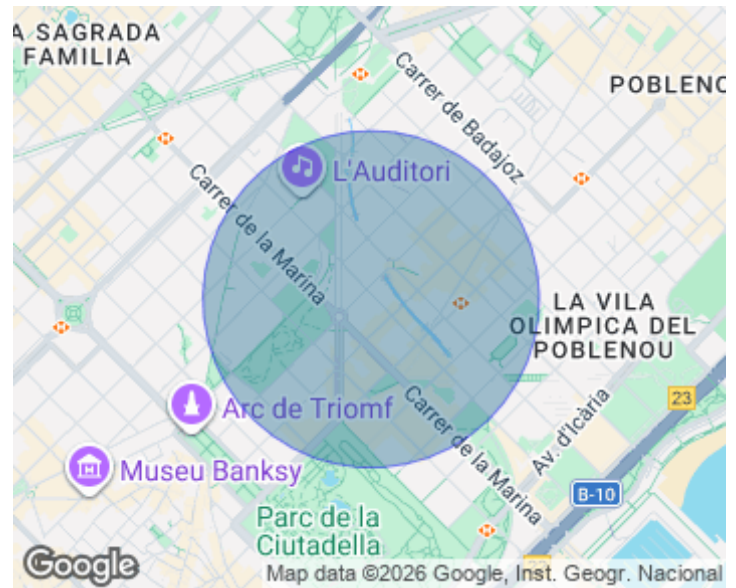 A SAGRADA
FAMILIA
Carrer de Badajoz
POBLENO
L'Auditori
Carrer de la Marina
LA VILA
OLIMPICA DEL
POBLENOU
23
Arc de Triomf
Carrer de la Marina
Av. d'Icària
Museu Banksy
B-10
Parc de la
Ciutadella
Google
Map data ©2026 Google, Inst. Geogr. Nacional